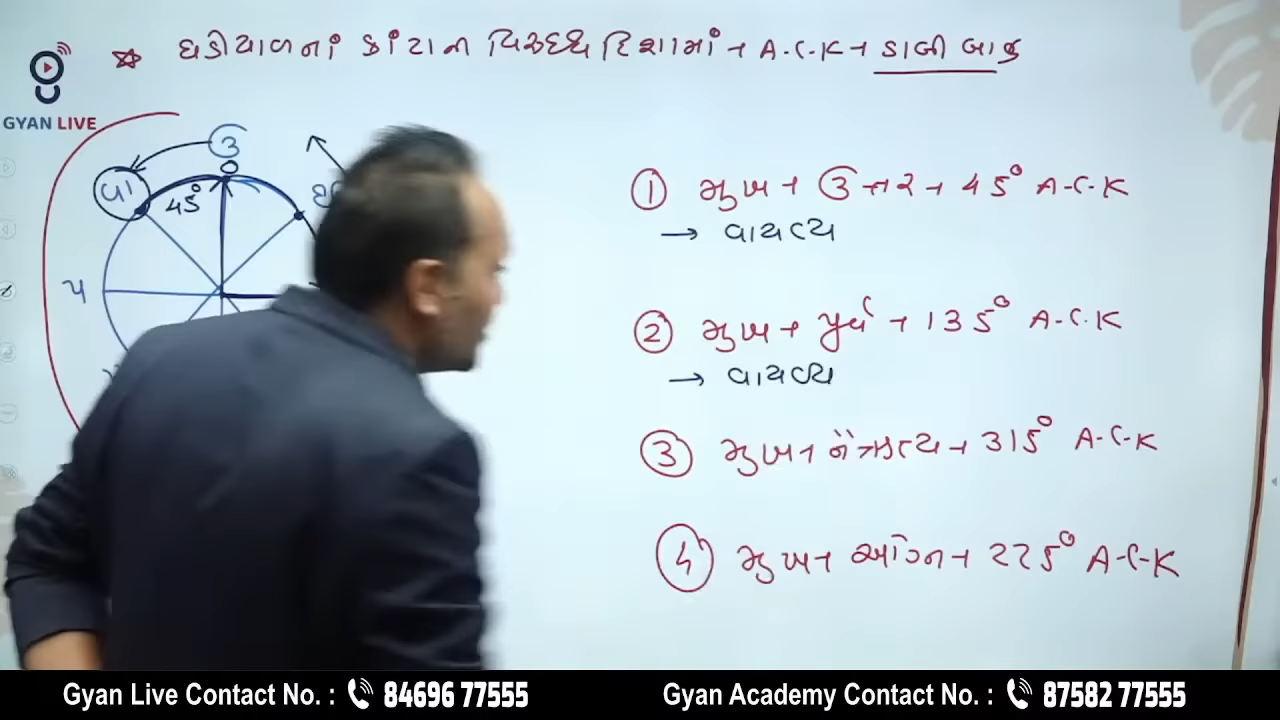 ☆ ઘડીયાળનાં કાંટાન વિરુદ્ધ દિશામાં → A.C.K → ડાબી બાજુ
GYAN LIVE
ઉ
વા
45°
પ
① મુખ → ઉત્તર → 45° A.C.K
→ વાયવ્ય
② મુખ → પુર્વ → 135° A.C.K
→ વાયવ્ય
③ મુખ → નૈઋત્ય → 315° A.C.K
④ મુખ → અગ્નિ → 225° A.C.K
Gyan Live Contact No. : 84696 77555
Gyan Academy Contact No. : 87582 77555